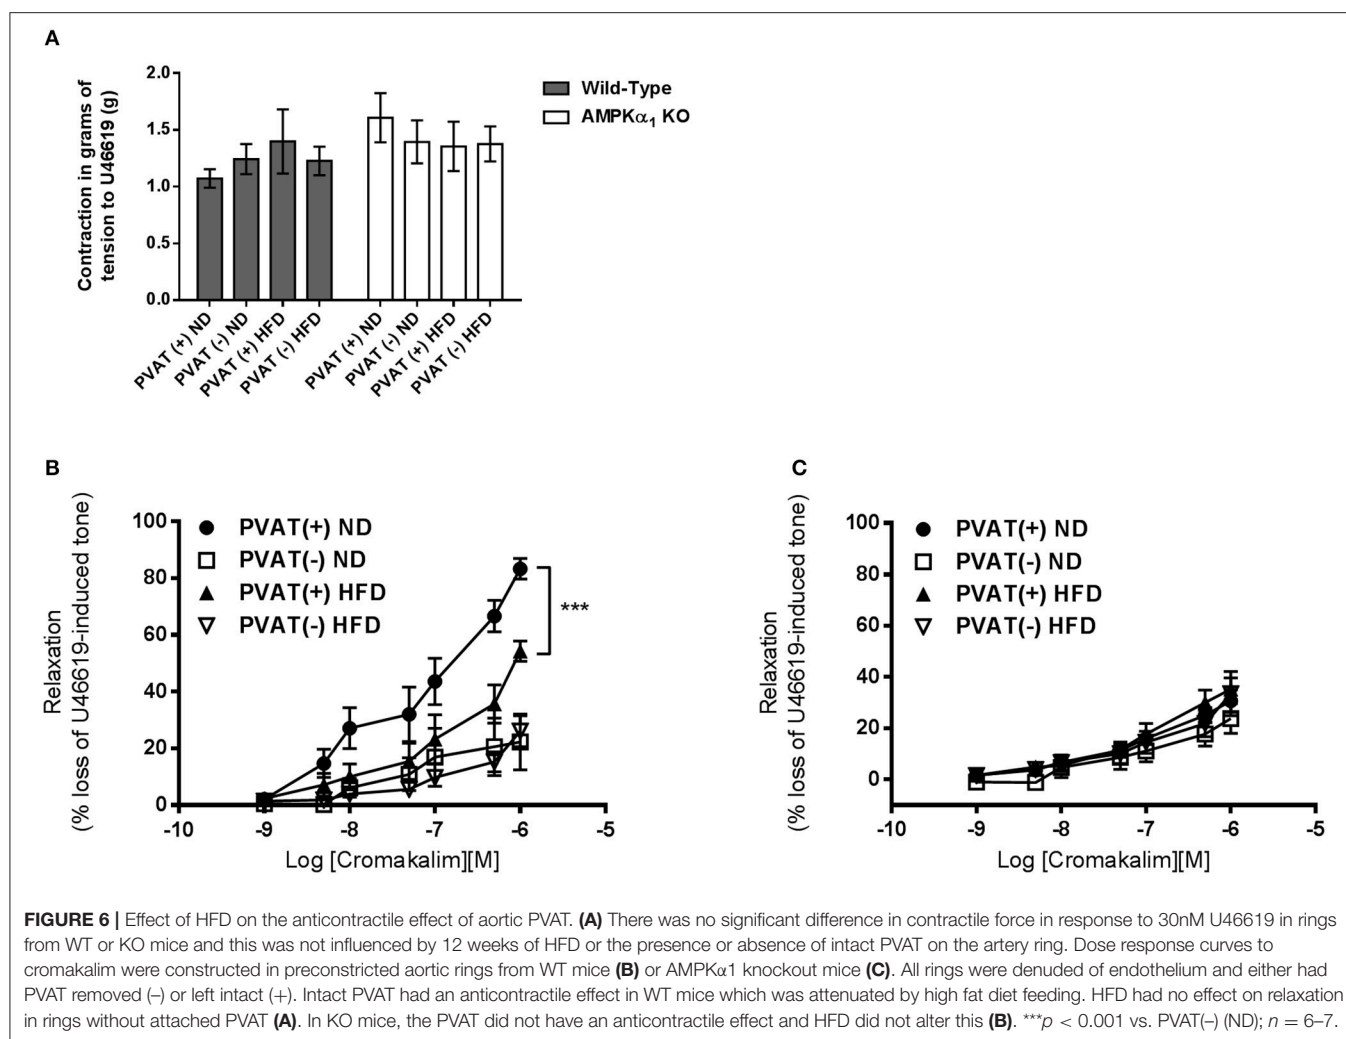 A
Contraction in grams of
tension to U46619 (g)
2.0
1.5
1.0
0.5
0.0
Wild-Type
AMPKα1 KO
PVAT (+) ND
PVAT (-) ND
PVAT (+) HFD
PVAT (-) HFD
PVAT (+) ND
PVAT (-) ND
PVAT (+) HFD
PVAT (-) HFD
B
Relaxation
(% loss of U46619-induced tone)
100
80
60
40
20
0
PVAT(+) ND
PVAT(-) ND
PVAT(+) HFD
PVAT(-) HFD
***
-10
-9
-8
-7
-6
-5
Log [Cromakalim][M]
C
Relaxation
(% loss of U46619-induced tone)
100
80
60
40
20
0
PVAT(+) ND
PVAT(-) ND
PVAT(+) HFD
PVAT(-) HFD
-10
-9
-8
-7
-6
-5
Log [Cromakalim][M]
FIGURE 6 | Effect of HFD on the anticontractile effect of aortic PVAT. (A) There was no significant difference in contractile force in response to 30nM U46619 in rings
from WT or KO mice and this was not influenced by 12 weeks of HFD or the presence or absence of intact PVAT on the artery ring. Dose response curves to
cromakalim were constructed in preconstricted aortic rings from WT mice (B) or AMPKα1 knockout mice (C). All rings were denuded of endothelium and either had
PVAT removed (–) or left intact (+). Intact PVAT had an anticontractile effect in WT mice which was attenuated by high fat diet feeding. HFD had no effect on relaxation
in rings without attached PVAT (A). In KO mice, the PVAT did not have an anticontractile effect and HFD did not alter this (B). ***p < 0.001 vs. PVAT(–) (ND); n = 6–7.